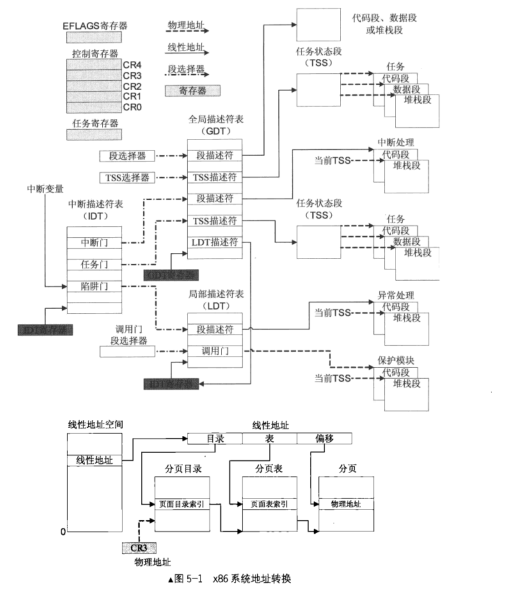 EFLAGS寄存器
物理地址
线性地址
段选择器
寄存器
控制寄存器
CR4
CR3
CR2
CR1
CR0
任务寄存器
代码段、数据段
或堆栈段
任务状态段
（TSS）
任务
代码段
数据段
堆栈段
全局描述符表
（GDT）
段选择器
段描述符
TSS选择器
TSS描述符
段描述符
TSS描述符
LDT描述符
中断处理
代码段
当前TSS
堆栈段
中断变量
中断描述符表
（IDT）
中断门
任务门
陷阱门
任务状态段
（TSS）
任务
代码段
数据段
堆栈段
GDT寄存器
IDT寄存器
局部描述符表
（LDT）
段描述符
调用门
调用门
段选择器
异常处理
代码段
当前TSS
堆栈段
保护模块
代码段
当前TSS
堆栈段
线性地址空间
线性地址
0
线性地址
目录
表
偏移
分页目录
分页表
分页
页面目录索引
页面表索引
物理地址
CR3
物理地址
▲图5-1 x86系统地址转换